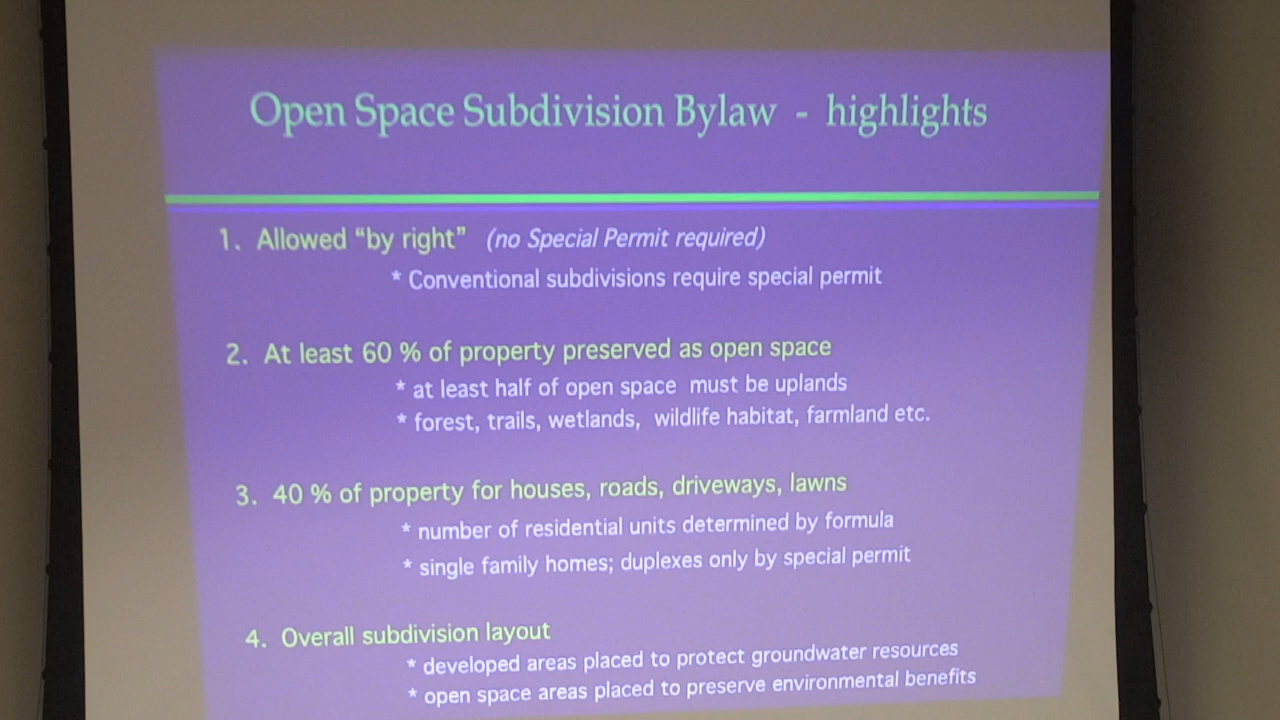 Open Space Subdivision Bylaw - highlights
1. Allowed “by right” (no Special Permit required)
* Conventional subdivisions require special permit
2. At least 60 % of property preserved as open space
* at least half of open space must be uplands
* forest, trails, wetlands, wildlife habitat, farmland etc.
3. 40 % of property for houses, roads, driveways, lawns
* number of residential units determined by formula
* single family homes; duplexes only by special permit
4. Overall subdivision layout
* developed areas placed to protect groundwater resources
* open space areas placed to preserve environmental benefits